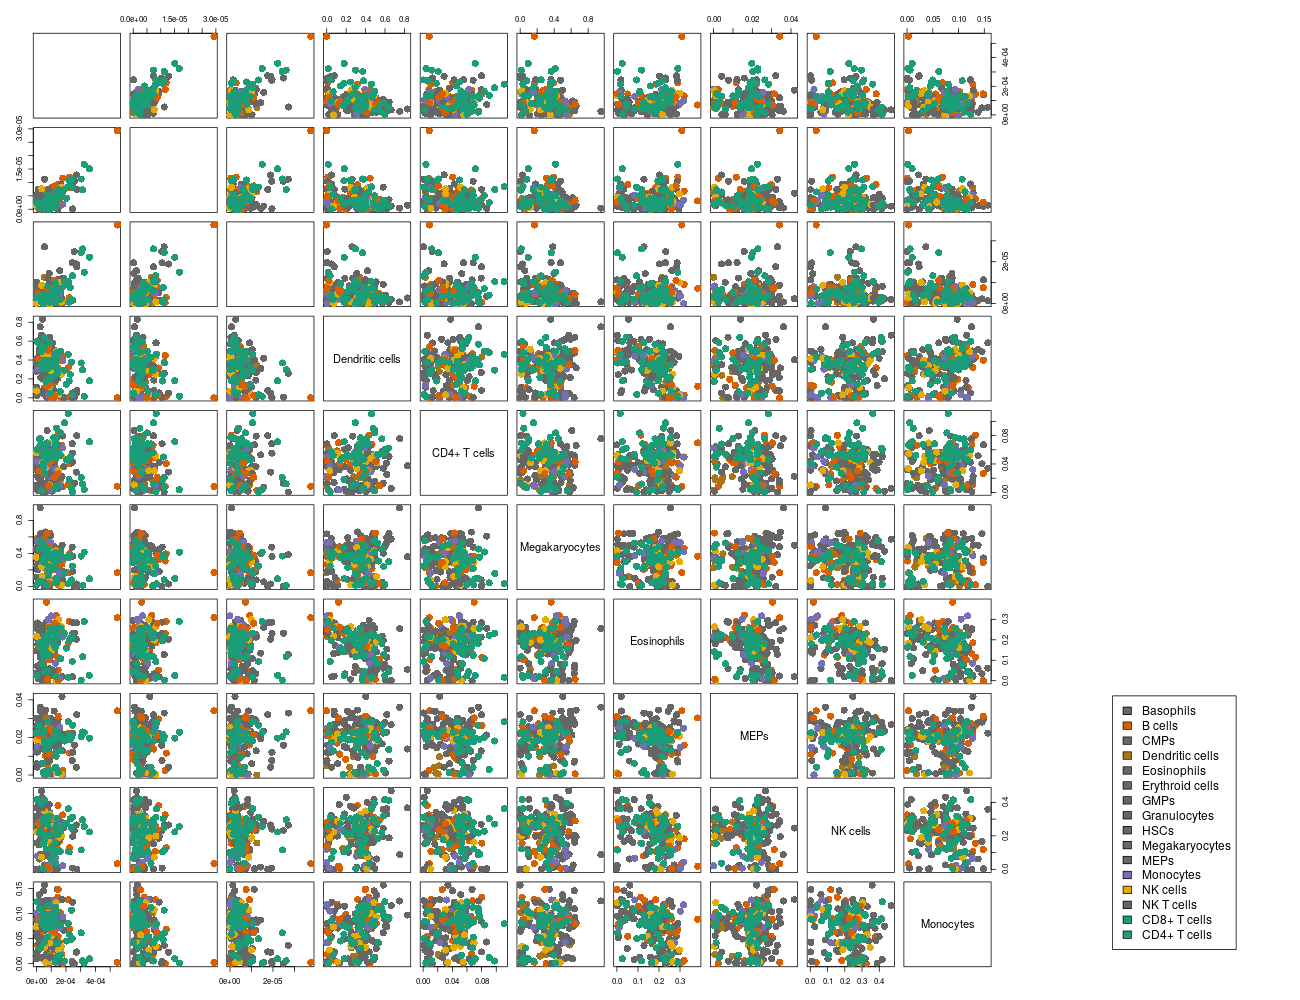 0.0e+00 1.5e-05 3.0e-05 0.0 0.2 0.4 0.6 0.8 0.0 0.4 0.8 0.00 0.02 0.04 0.00 0.05 0.10 0.15
0e+00 2e-04 4e-04
0.0e+00 1.5e-05 3.0e-05
0e+00 2e-05
0.0 0.2 0.4 0.6 0.8
Dendritic cells
CD4+ T cells
0.00 0.04 0.08
0.0 0.4 0.8
Megakaryocytes
Eosinophils
0.0 0.1 0.2 0.3
0.00 0.02 0.04
MEPs
NK cells
0.0 0.2 0.4
0.00 0.05 0.10 0.15
Monocytes
0e+00 2e-04 4e-04 0e+00 2e-05 0.00 0.04 0.08 0.0 0.1 0.2 0.3 0.0 0.1 0.2 0.3 0.4
Basophils
B cells
CMPs
Dendritic cells
Eosinophils
Erythroid cells
GMPs
Granulocytes
HSCs
Megakaryocytes
MEPs
Monocytes
NK cells
NK T cells
CD8+ T cells
CD4+ T cells